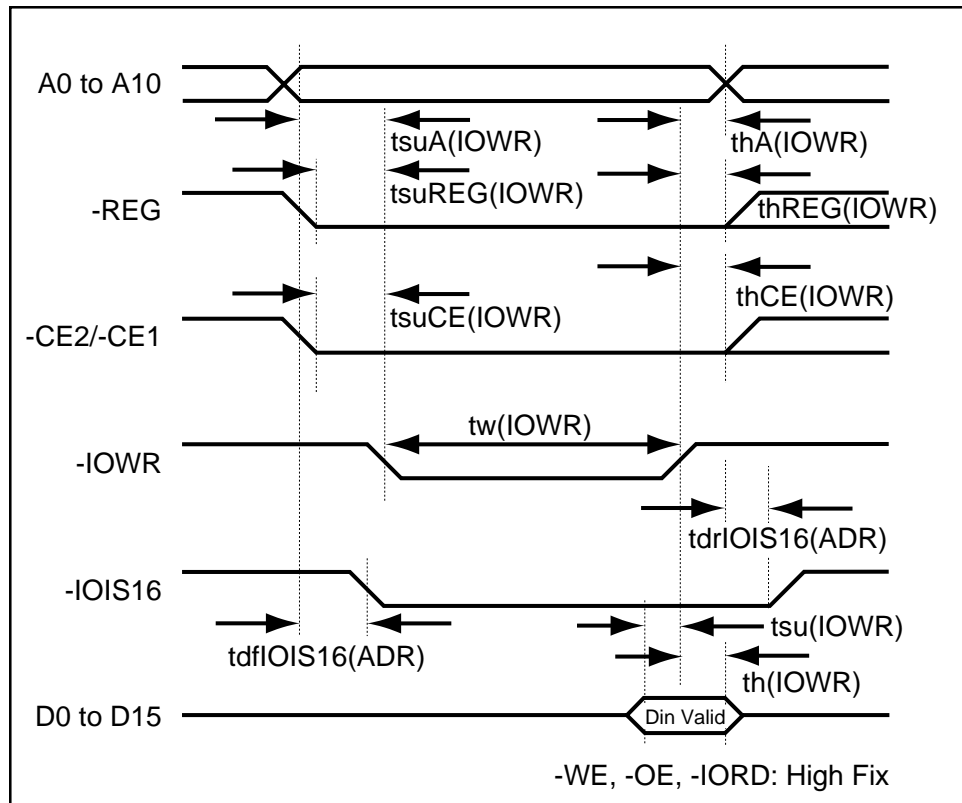 A0 to A10
tsuA(IOWR) thA(IOWR)
tsuREG(IOWR) thREG(IOWR)
-REG
tsuCE(IOWR) thCE(IOWR)
-CE2/-CE1
tw(IOWR)
-IOWR
tdrIOIS16(ADR)
-IOIS16
tsu(IOWR)
tdfIOIS16(ADR)
th(IOWR)
D0 to D15 Din Valid
-WE, -OE, -IORD: High Fix